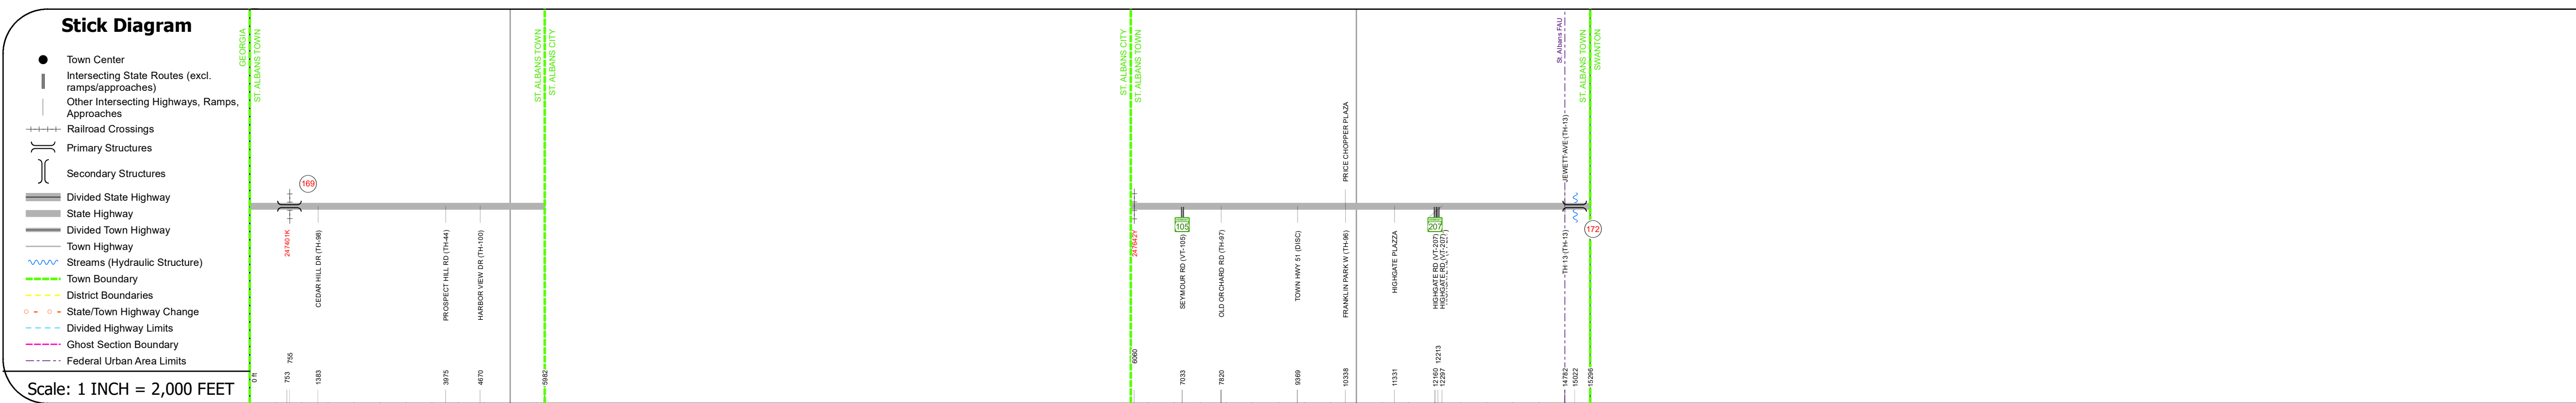 Stick Diagram
Town Center
Intersecting State Routes (excl.
ramps/approaches)
Other Intersecting Highways, Ramps,
Approaches
Railroad Crossings
Primary Structures
Secondary Structures
Divided State Highway
State Highway
Divided Town Highway
Town Highway
Streams (Hydraulic Structure)
Town Boundary
District Boundaries
State/Town Highway Change
Divided Highway Limits
Ghost Section Boundary
Federal Urban Area Limits
Scale: 1 INCH = 2,000 FEET
GEORGIA
ST. ALBANS TOWN
ST. ALBANS TOWN
ST. ALBANS CITY
ST. ALBANS CITY
ST. ALBANS TOWN
St. Albans FAU
ST. ALBANS TOWN
SWANTON
PRICE CHOPPER PLAZA
JEWETT AVE (TH-13)
169
105
207
172
247401K
CEDAR HILL DR (TH-98)
PROSPECT HILL RD (TH-44)
HARBOR VIEW DR (TH-100)
247642Y
SEYMOUR RD (VT-105)
OLD ORCHARD RD (TH-97)
TOWN HWY 51 (DISC)
FRANKLIN PARK W (TH-96)
HIGHGATE PLAZZA
HIGHGATE RD (VT-207)
HIGHGATE RD (VT-207)
TH 13 (TH-13)
0 ft
753
755
1383
3975
4670
5982
6060
7033
7820
9369
10338
11331
12160
12213
12297
14782
15022
15296